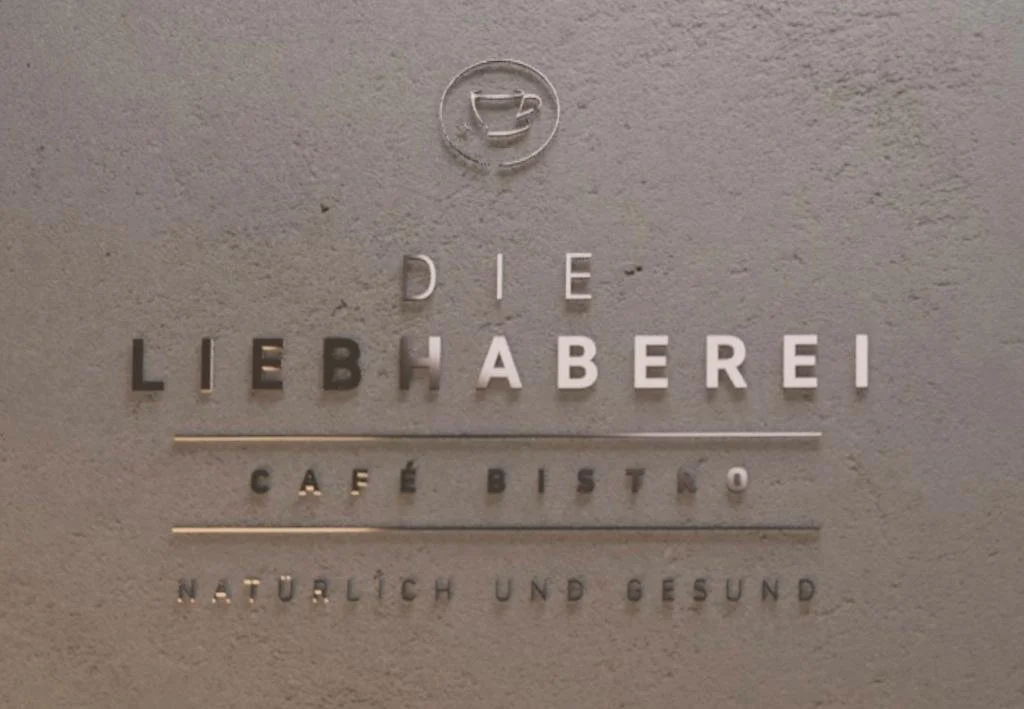 DIE
LIEBHABEREI
CAFÉ BISTRO
NATÜRLICH UND GESUND